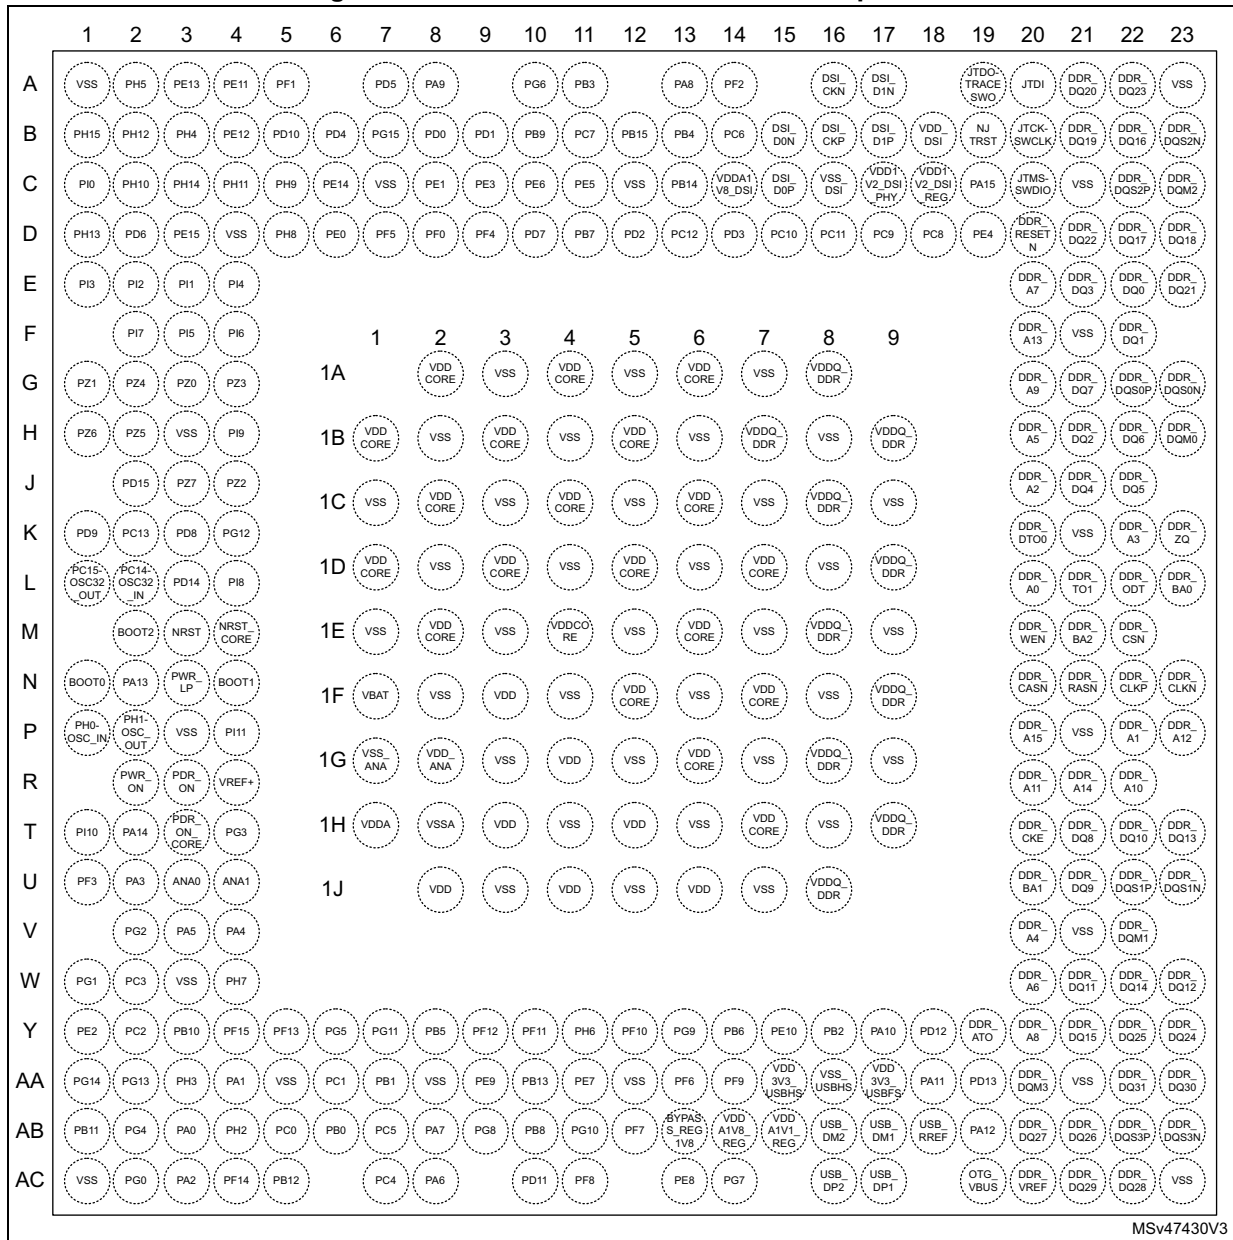 1 2 3 4 5 6 7 8 9 10 11 12 13 14 15 16 17 18 19 20 21 22 23
A VSS PH5 PE13 PE11 PF1 PD5 PA9 PG6 PB3 PA8 PF2 DSI_CKN DSI_D1N JTDO-TRACESWO JTDI DDR_DQ20 DDR_DQ23 VSS
B PH15 PH12 PH4 PE12 PD10 PD4 PG15 PD0 PD1 PB9 PC7 PB15 PB4 PC6 DSI_D0N DSI_CKP DSI_D1P VDD_DSI NJTRST JTCK-SWCLK DDR_DQ19 DDR_DQ16 DDR_DQS2N
C PI0 PH10 PH14 PH11 PH9 PE14 VSS PE1 PE3 PE6 PE5 VSS PB14 VDDA1V8_DSI DSI_D0P VSS_DSI VDD1V2_DSI_PHY VDD1V2_DSI_REG PA15 JTMS-SWDIO VSS DDR_DQS2P DDR_DQM2
D PH13 PD6 PE15 VSS PH8 PE0 PF5 PF0 PF4 PD7 PB7 PD2 PC12 PD3 PC10 PC11 PC9 PC8 PE4 DDR_RESETN DDR_DQ22 DDR_DQ17 DDR_DQ18
E PI3 PI2 PI1 PI4 DDR_A7 DDR_DQ3 DDR_DQ0 DDR_DQ21
F PI7 PI5 PI6 DDR_A13 VSS DDR_DQ1
1 2 3 4 5 6 7 8 9
1A VDDCORE VSS VDDCORE VSS VDDCORE VSS VDDQ_DDR
G PZ1 PZ4 PZ0 PZ3 DDR_A9 DDR_DQ7 DDR_DQS0P DDR_DQS0N
H PZ6 PZ5 VSS PI9 DDR_A5 DDR_DQ2 DDR_DQ6 DDR_DQM0
1B VDDCORE VSS VDDCORE VSS VDDCORE VSS VDDQ_DDR VSS VDDQ_DDR
J PD15 PZ7 PZ2 DDR_A2 DDR_DQ4 DDR_DQ5
1C VSS VDDCORE VSS VDDCORE VSS VDDCORE VSS VDDQ_DDR VSS
K PD9 PC13 PD8 PG12 DDR_DTO0 VSS DDR_A3 DDR_ZQ
1D VDDCORE VSS VDDCORE VSS VDDCORE VSS VDDCORE VSS VDDQ_DDR
L PC15-OSC32_OUT PC14-OSC32_IN PD14 PI8 DDR_A0 DDR_TO1 DDR_ODT DDR_BA0
M BOOT2 NRST NRST_CORE DDR_WEN DDR_BA2 DDR_CSN
1E VSS VDDCORE VSS VDDCORE VSS VDDCORE VSS VDDQ_DDR VSS
N BOOT0 PA13 PWR_LP BOOT1 DDR_CASN DDR_RASN DDR_CLKP DDR_CLKN
1F VBAT VSS VDD VSS VDDCORE VSS VDDCORE VSS VDDQ_DDR
P PH0-OSC_IN PH1-OSC_OUT VSS PI11 DDR_A15 VSS DDR_A1 DDR_A12
1G VSS_ANA VDD_ANA VSS VDD VSS VDDCORE VSS VDDQ_DDR VSS
R PWR_ON PDR_ON VREF+ DDR_A11 DDR_A14 DDR_A10
1H VDDA VSSA VDD VSS VDD VSS VDDCORE VSS VDDQ_DDR
T PI10 PA14 PDR_ON_CORE PG3 DDR_CKE DDR_DQ8 DDR_DQ10 DDR_DQ13
U PF3 PA3 ANA0 ANA1 DDR_BA1 DDR_DQ9 DDR_DQS1P DDR_DQS1N
1J VDD VSS VDD VSS VDD VSS VDDQ_DDR
V PG2 PA5 PA4 DDR_A4 VSS DDR_DQM1
W PG1 PC3 VSS PH7 DDR_A6 DDR_DQ11 DDR_DQ14 DDR_DQ12
Y PE2 PC2 PB10 PF15 PF13 PG5 PG11 PB5 PF12 PF11 PH6 PF10 PG9 PB6 PE10 PB2 PA10 PD12 DDR_ATO DDR_A8 DDR_DQ15 DDR_DQ25 DDR_DQ24
AA PG14 PG13 PH3 PA1 VSS PC1 PB1 VSS PE9 PB13 PE7 VSS PF6 PF9 VDD3V3_USBHS VSS_USBHS VDD3V3_USBFS PA11 PD13 DDR_DQM3 VSS DDR_DQ31 DDR_DQ30
AB PB11 PG4 PA0 PH2 PC0 PB0 PC5 PA7 PG8 PB8 PG10 PF7 BYPASS_REG1V8 VDDA1V8_REG VDDA1V1_REG USB_DM2 USB_DM1 USB_RREF PA12 DDR_DQ27 DDR_DQ26 DDR_DQS3P DDR_DQS3N
AC VSS PG0 PA2 PF14 PB12 PC4 PA6 PD11 PF8 PE8 PG7 USB_DP2 USB_DP1 OTG_VBUS DDR_VREF DDR_DQ29 DDR_DQ28 VSS
MSv47430V3